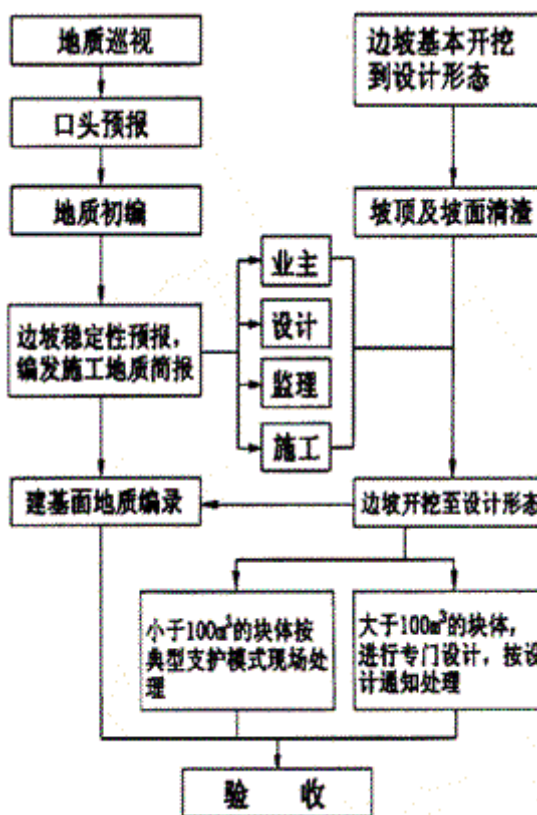 地质巡视
边坡基本开挖
到设计形态
口头预报
地质初编
坡顶及坡面清渣
业主
设计
监理
施工
边坡稳定性预报,
编发施工地质简报
建基面地质编录
边坡开挖至设计形态
小于100m³的块体按
典型支护模式现场处
理
大于100m³的块体,
进行专门设计,按设
计通知处理
验 收